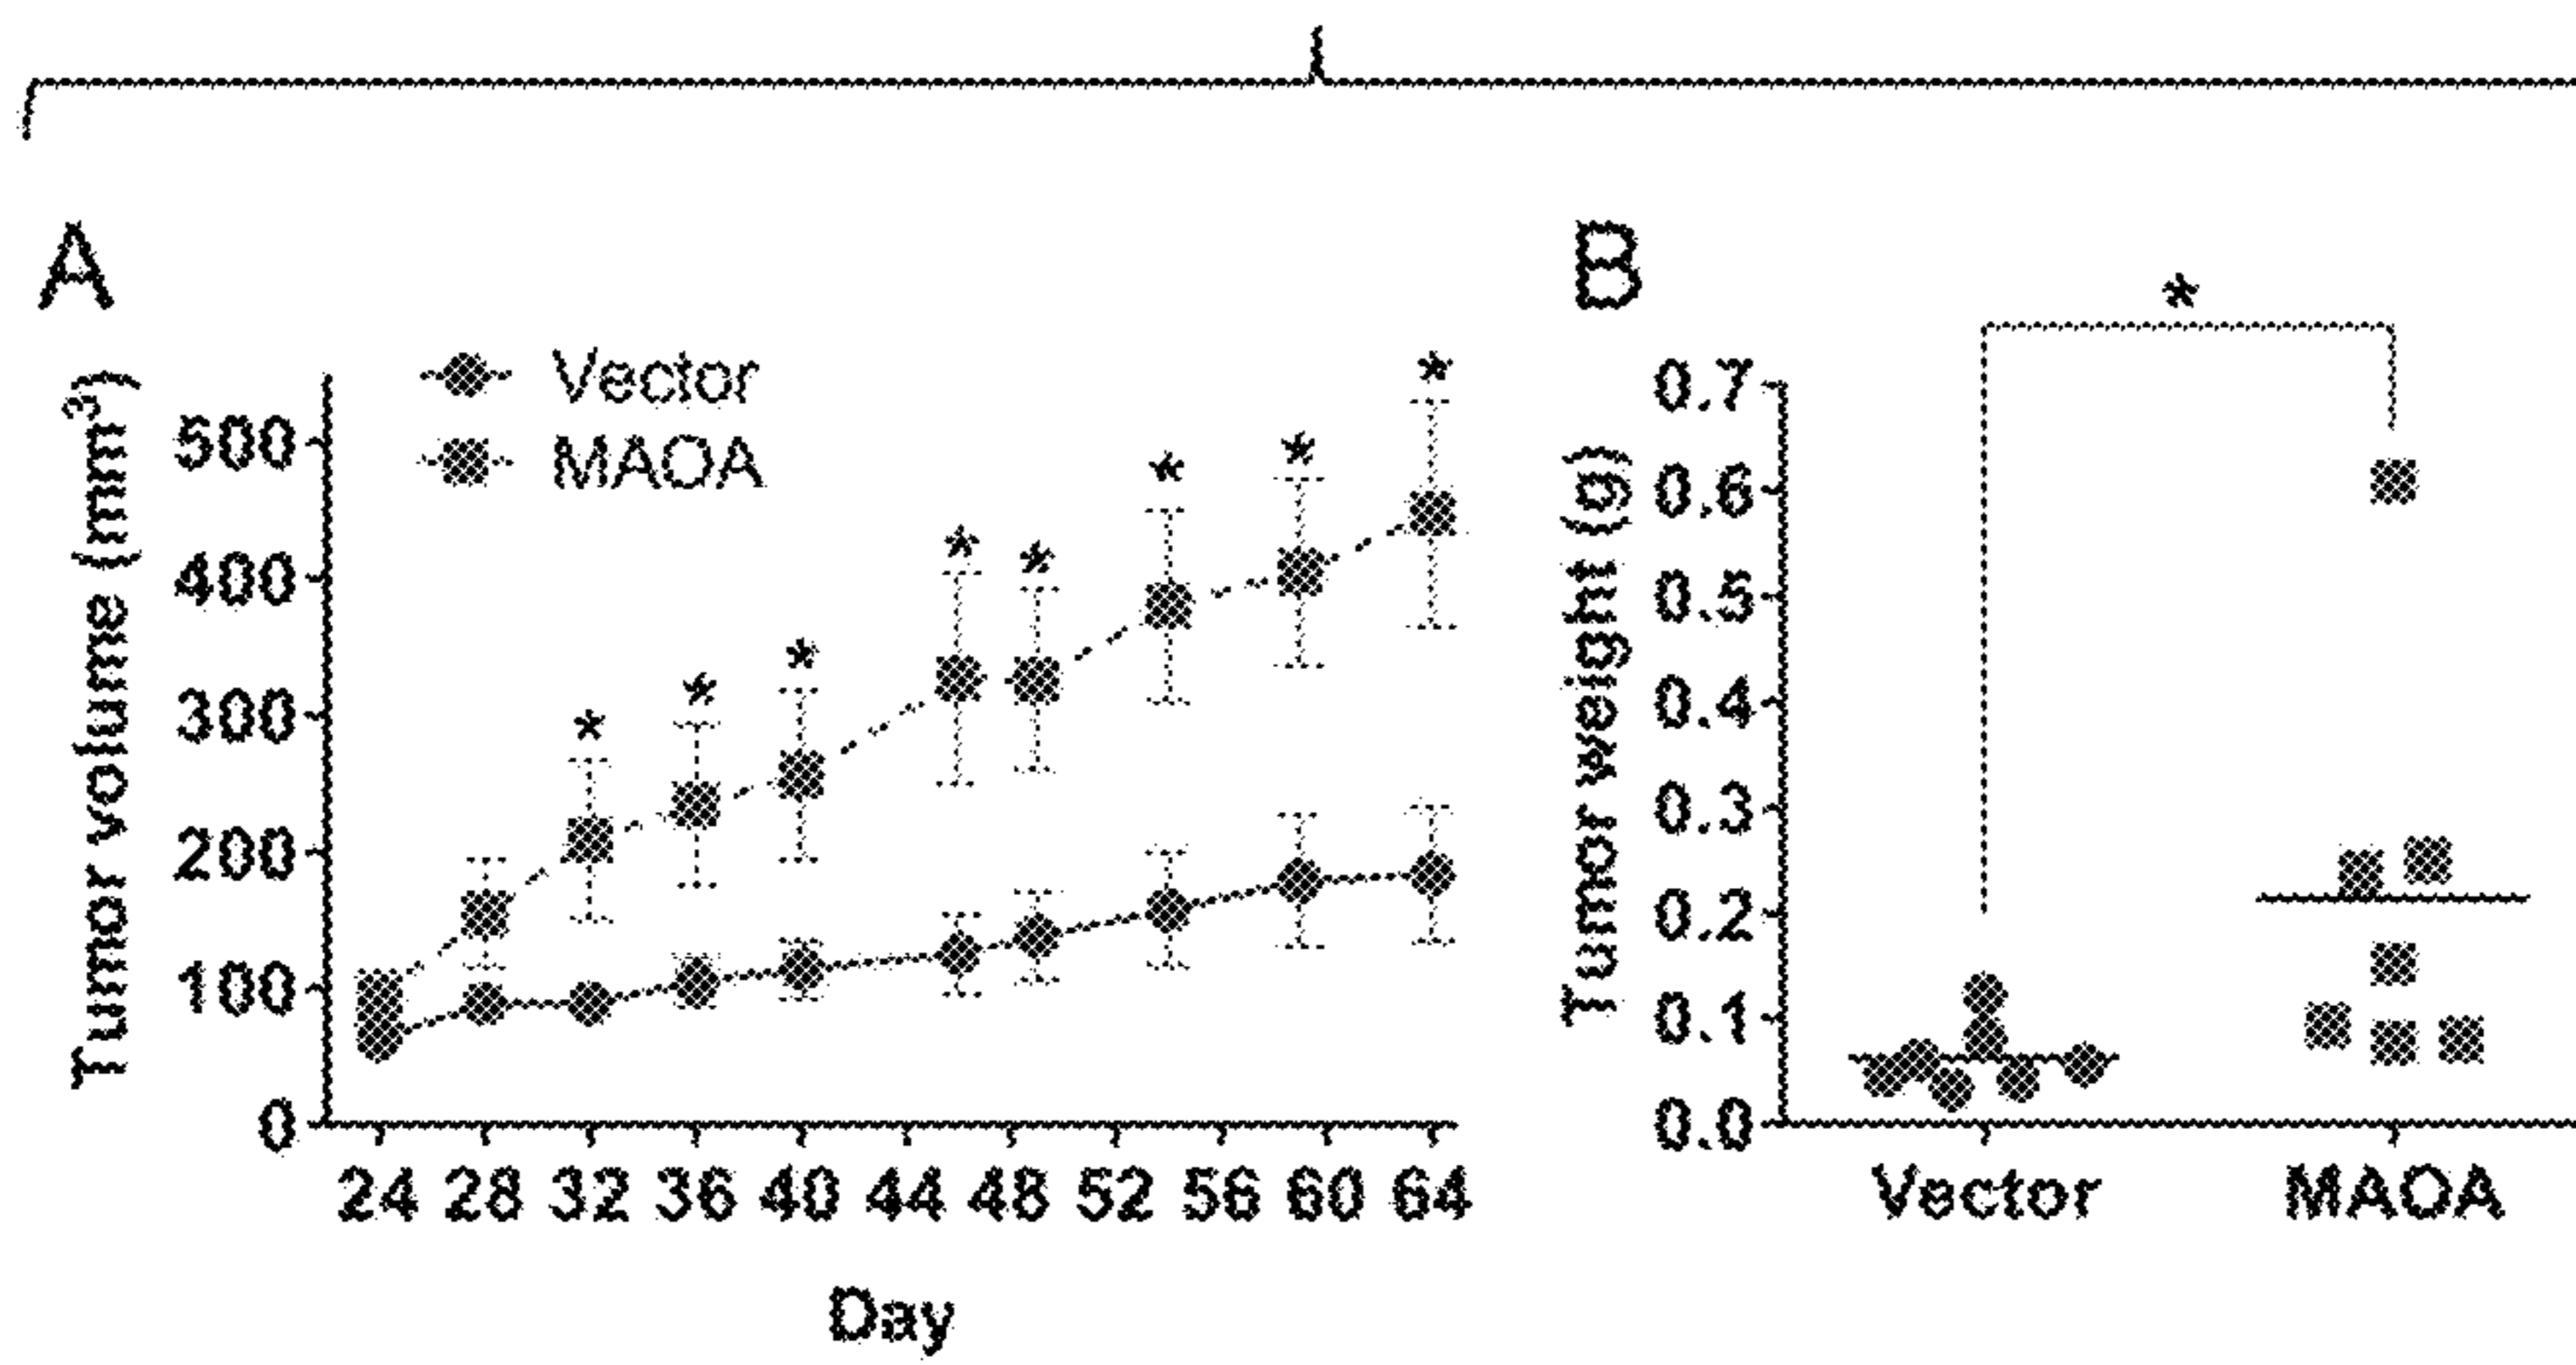 A
Tumor volume (mm³)
Vector
MAOA
* * * * * * * *
500
400
300
200
100
0
24 28 32 36 40 44 48 52 56 60 64
Day
B
*
Tumor weight (g)
0.7
0.6
0.5
0.4
0.3
0.2
0.1
0.0
Vector MAOA